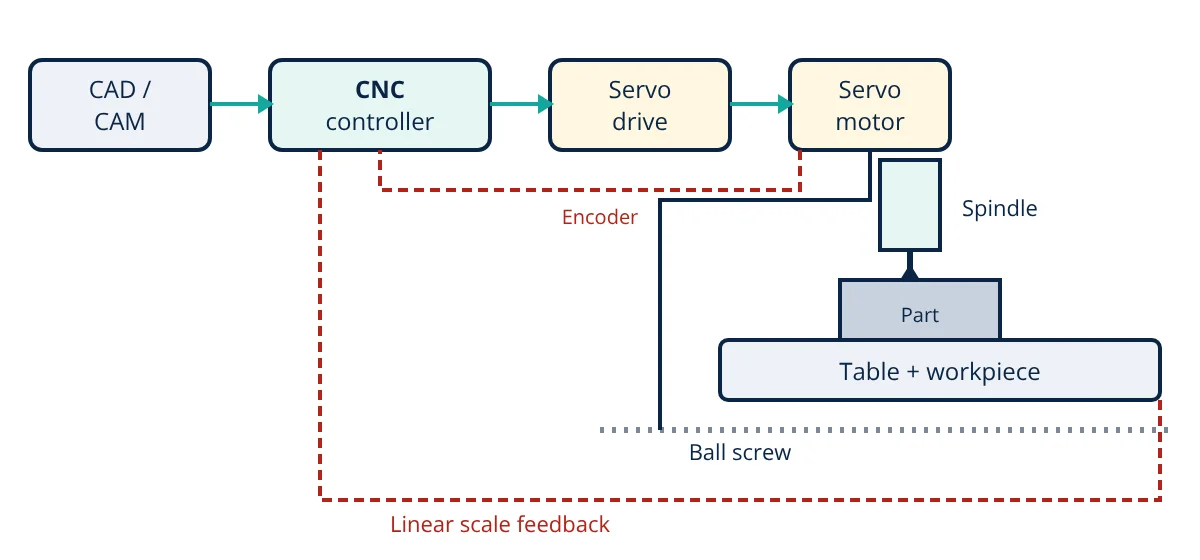 CAD /
CAM
CNC
controller
Servo
drive
Servo
motor
Encoder
Spindle
Part
Table + workpiece
Ball screw
Linear scale feedback